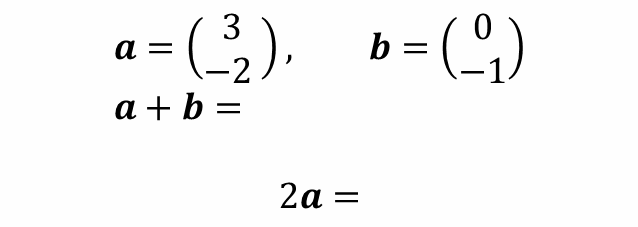 a = (3 −2), b = (0 −1)
a + b =
2a =